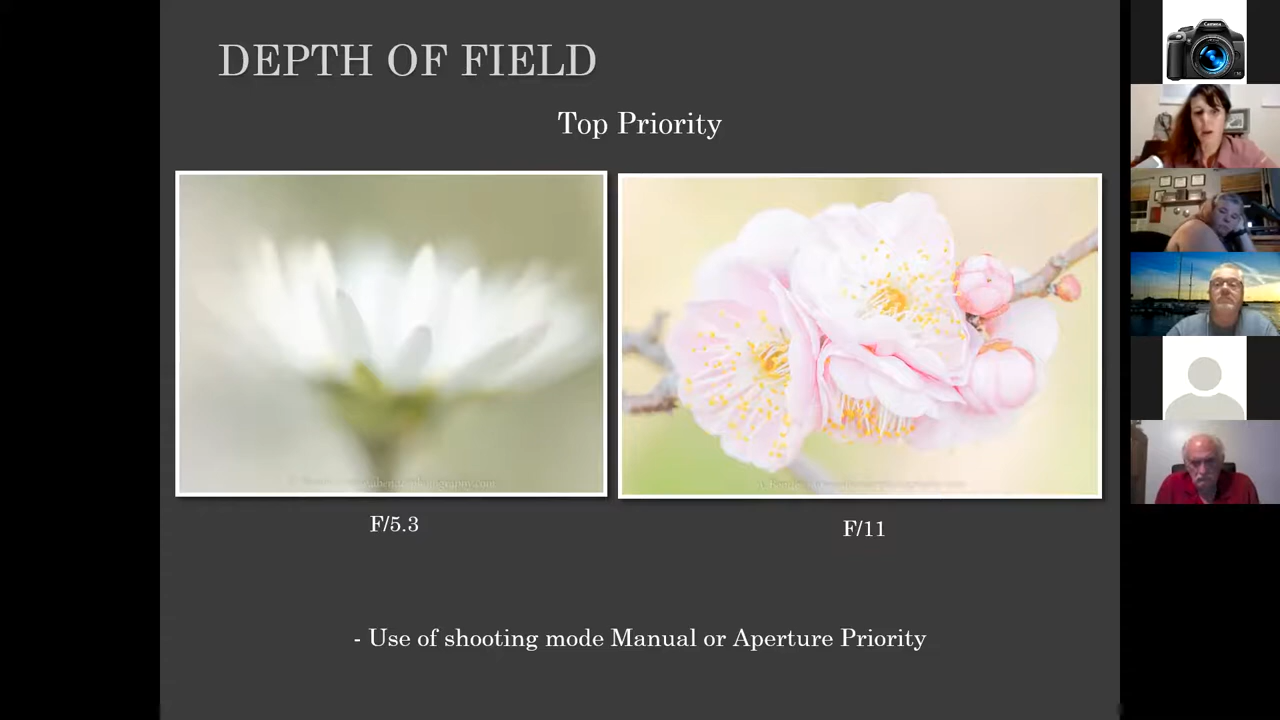 DEPTH OF FIELD
Top Priority
F/5.3
F/11
- Use of shooting mode Manual or Aperture Priority